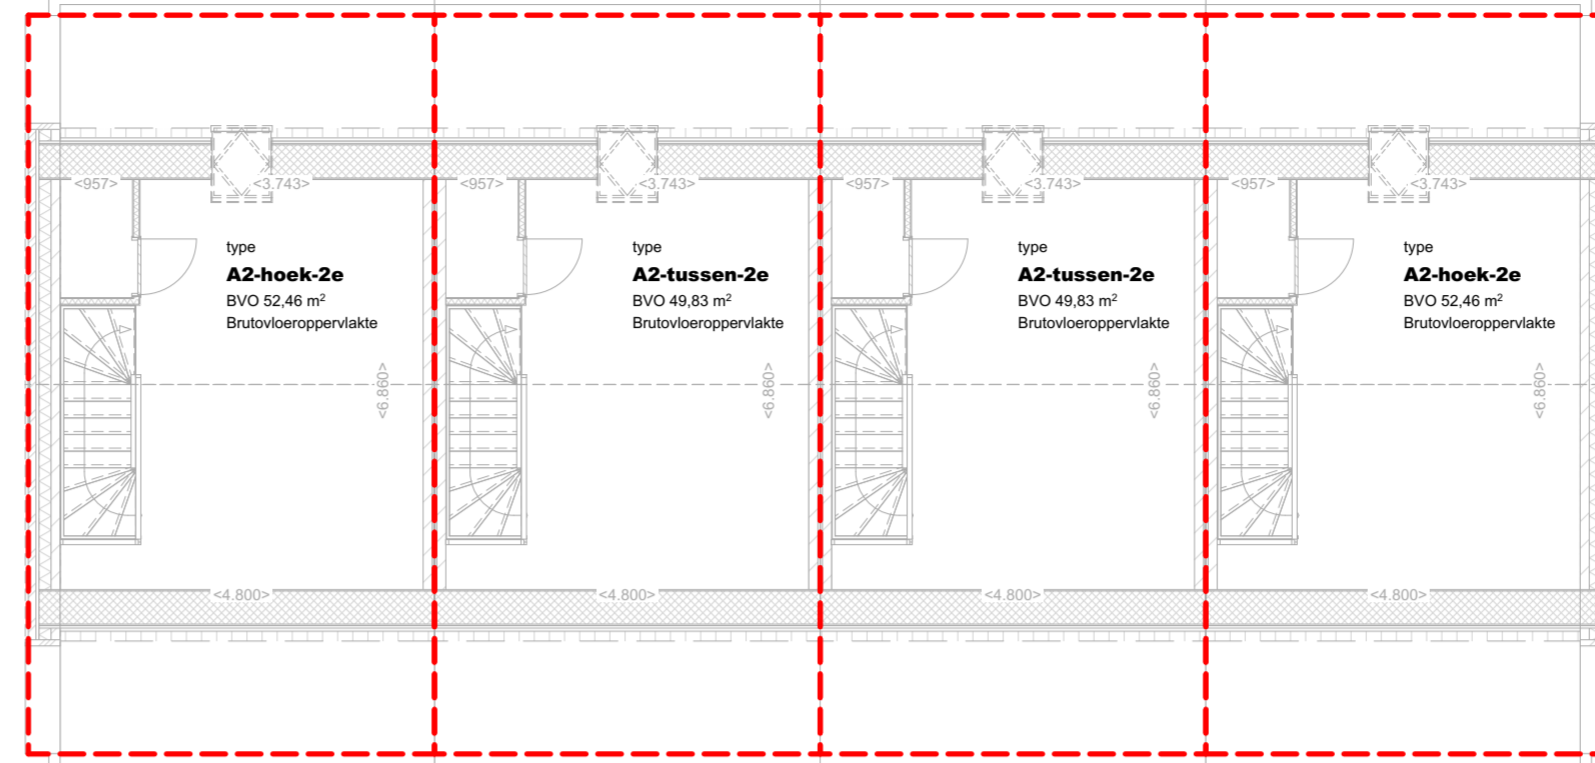 <957>
<3.743>
<957>
<3.743>
<957>
<3.743>
<957>
<3.743>
type
A2-hoek-2e
BVO 52,46 m²
Brutovloeroppervlakte
type
A2-tussen-2e
BVO 49,83 m²
Brutovloeroppervlakte
type
A2-tussen-2e
BVO 49,83 m²
Brutovloeroppervlakte
type
A2-hoek-2e
BVO 52,46 m²
Brutovloeroppervlakte
<6.860>
<6.860>
<6.860>
<6.860>
<4.800>
<4.800>
<4.800>
<4.800>